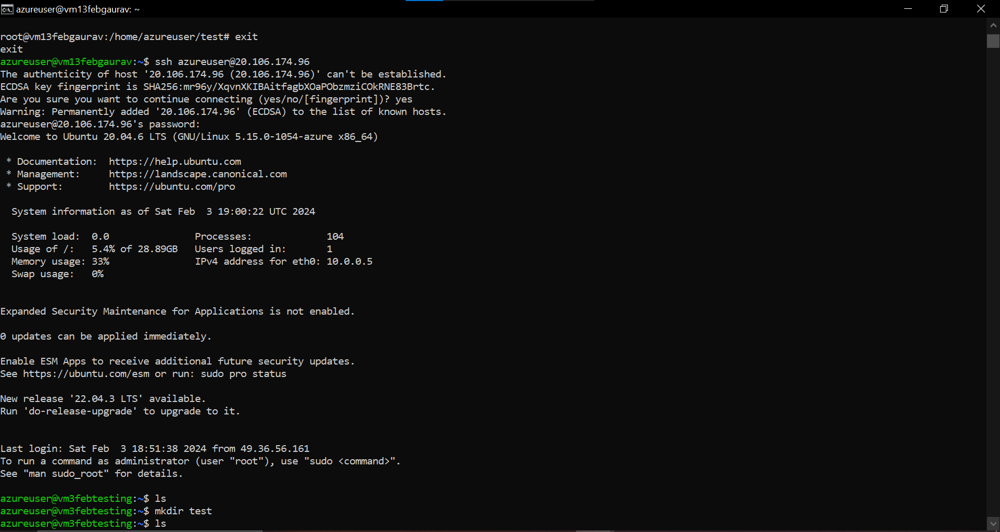 azureuser@vm13febgaurav: ~
root@vm13febgaurav:/home/azureuser/test# exit
exit
azureuser@vm13febgaurav:~$ ssh azureuser@20.106.174.96
The authenticity of host '20.106.174.96 (20.106.174.96)' can't be established.
ECDSA key fingerprint is SHA256:mr96y/XqvnXKIBAitfagbXOaPObzmziCOkRNE83Brtc.
Are you sure you want to continue connecting (yes/no/[fingerprint])? yes
Warning: Permanently added '20.106.174.96' (ECDSA) to the list of known hosts.
azureuser@20.106.174.96's password:
Welcome to Ubuntu 20.04.6 LTS (GNU/Linux 5.15.0-1054-azure x86_64)
* Documentation:  https://help.ubuntu.com
* Management:     https://landscape.canonical.com
* Support:        https://ubuntu.com/pro
System information as of Sat Feb  3 19:00:22 UTC 2024
System load:  0.0               Processes:             104
Usage of /:   5.4% of 28.89GB   Users logged in:       1
Memory usage: 33%               IPv4 address for eth0: 10.0.0.5
Swap usage:   0%
Expanded Security Maintenance for Applications is not enabled.
0 updates can be applied immediately.
Enable ESM Apps to receive additional future security updates.
See https://ubuntu.com/esm or run: sudo pro status
New release '22.04.3 LTS' available.
Run 'do-release-upgrade' to upgrade to it.
Last login: Sat Feb  3 18:51:38 2024 from 49.36.56.161
To run a command as administrator (user "root"), use "sudo <command>".
See "man sudo_root" for details.
azureuser@vm3febtesting:~$ ls
azureuser@vm3febtesting:~$ mkdir test
azureuser@vm3febtesting:~$ ls